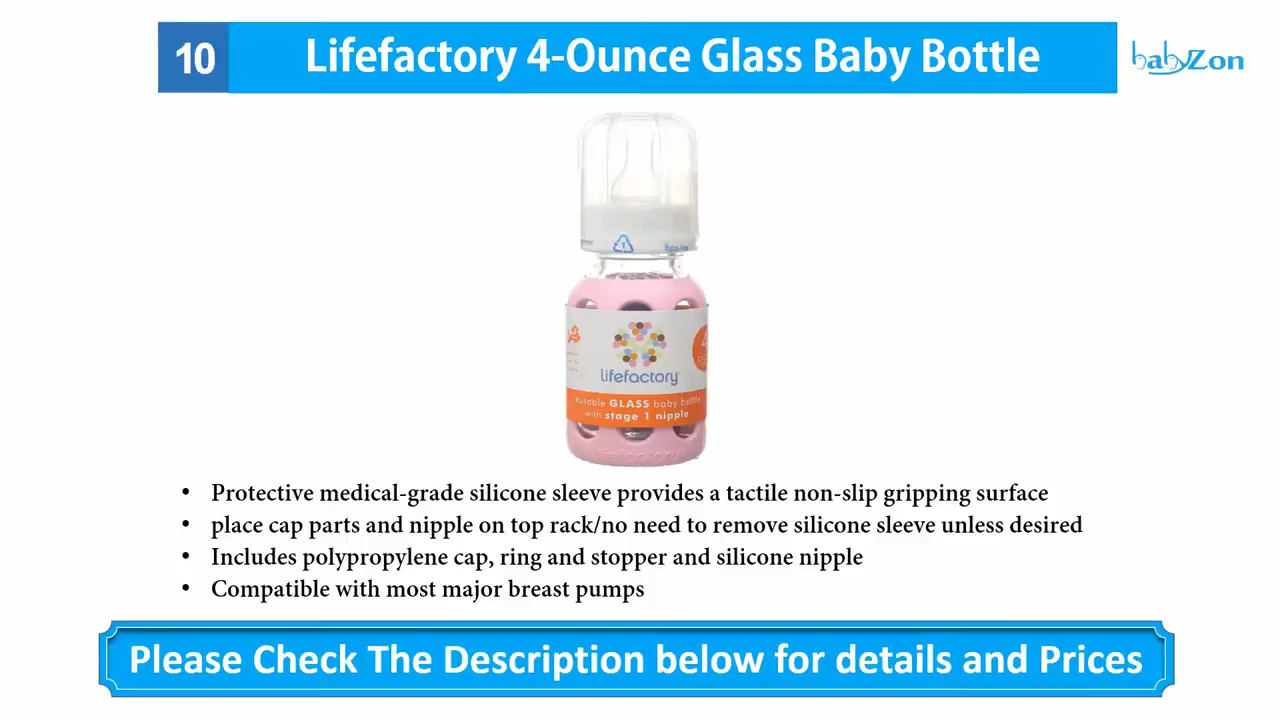 10
Lifefactory 4-Ounce Glass Baby Bottle
babyZon
lifefactory
GLASS baby bottle
with stage 1 nipple
lifefactory
• Protective medical-grade silicone sleeve provides a tactile non-slip gripping surface
• place cap parts and nipple on top rack/no need to remove silicone sleeve unless desired
• Includes polypropylene cap, ring and stopper and silicone nipple
• Compatible with most major breast pumps
Please Check The Description below for details and Prices